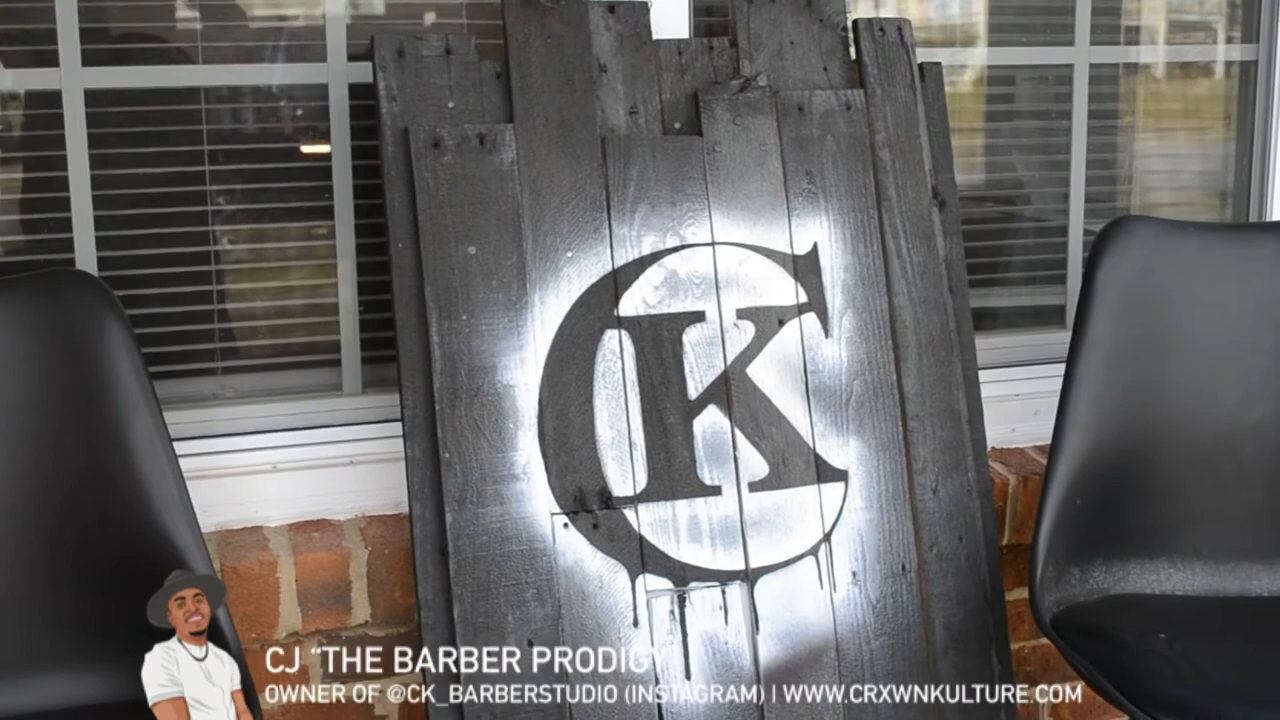 CK
CJ "THE BARBER PRODIGY"
OWNER OF @CK_BARBERSTUDIO (INSTAGRAM) | WWW.CRXWNKULTURE.COM